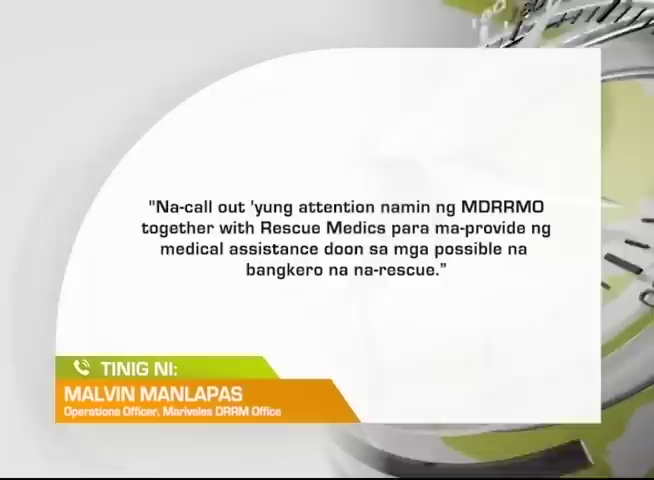 "Na-call out 'yung attention namin ng MDRRMO
together with Rescue Medics para ma-provide ng
medical assistance doon sa mga possible na
bangkero na na-rescue."
TINIG NI:
MALVIN MANLAPAS
Operations Officer, Mariveles DRRM Office